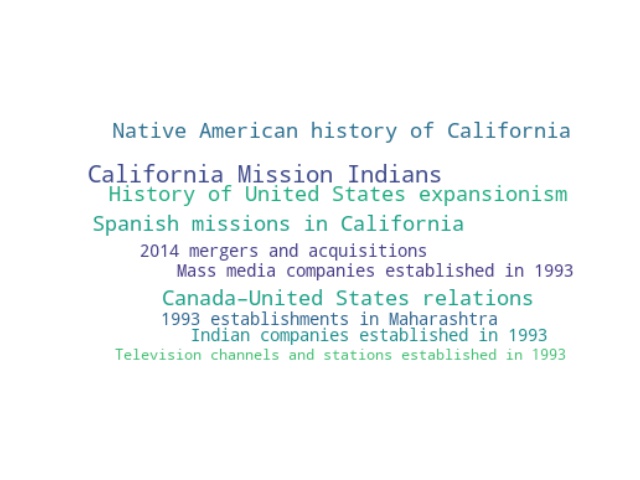 Native American history of California
California Mission Indians
History of United States expansionism
Spanish missions in California
2014 mergers and acquisitions
Mass media companies established in 1993
Canada–United States relations
1993 establishments in Maharashtra
Indian companies established in 1993
Television channels and stations established in 1993